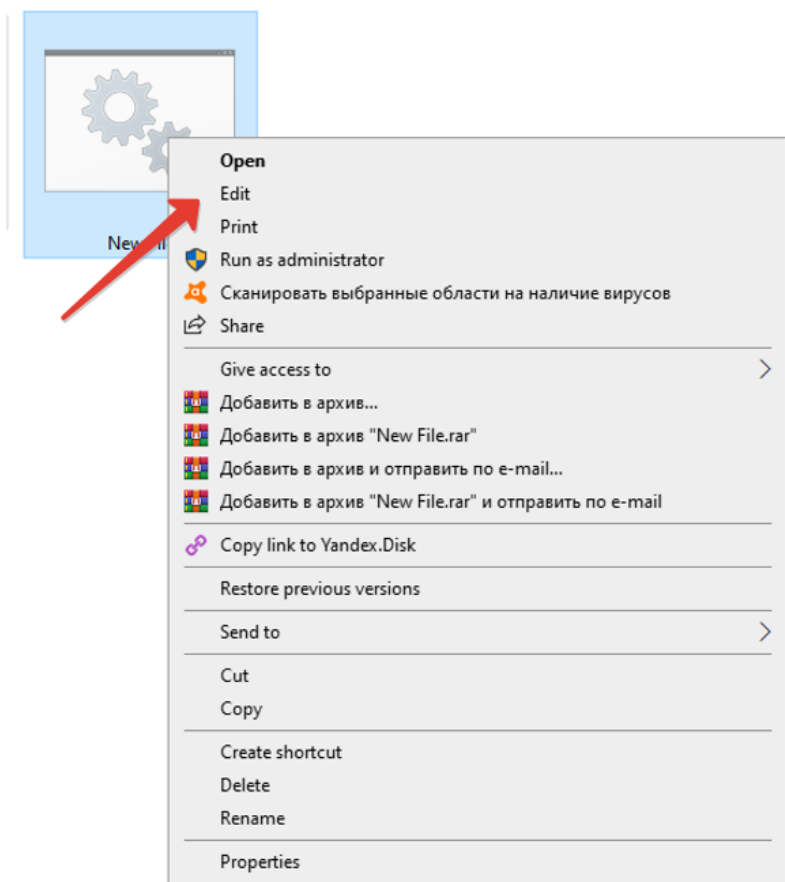 Open
Edit
Print
New
Run as administrator
Сканировать выбранные области на наличие вирусов
Share
Give access to
Добавить в архив...
Добавить в архив "New File.rar"
Добавить в архив и отправить по e-mail...
Добавить в архив "New File.rar" и отправить по e-mail
Copy link to Yandex.Disk
Restore previous versions
Send to
Cut
Copy
Create shortcut
Delete
Rename
Properties